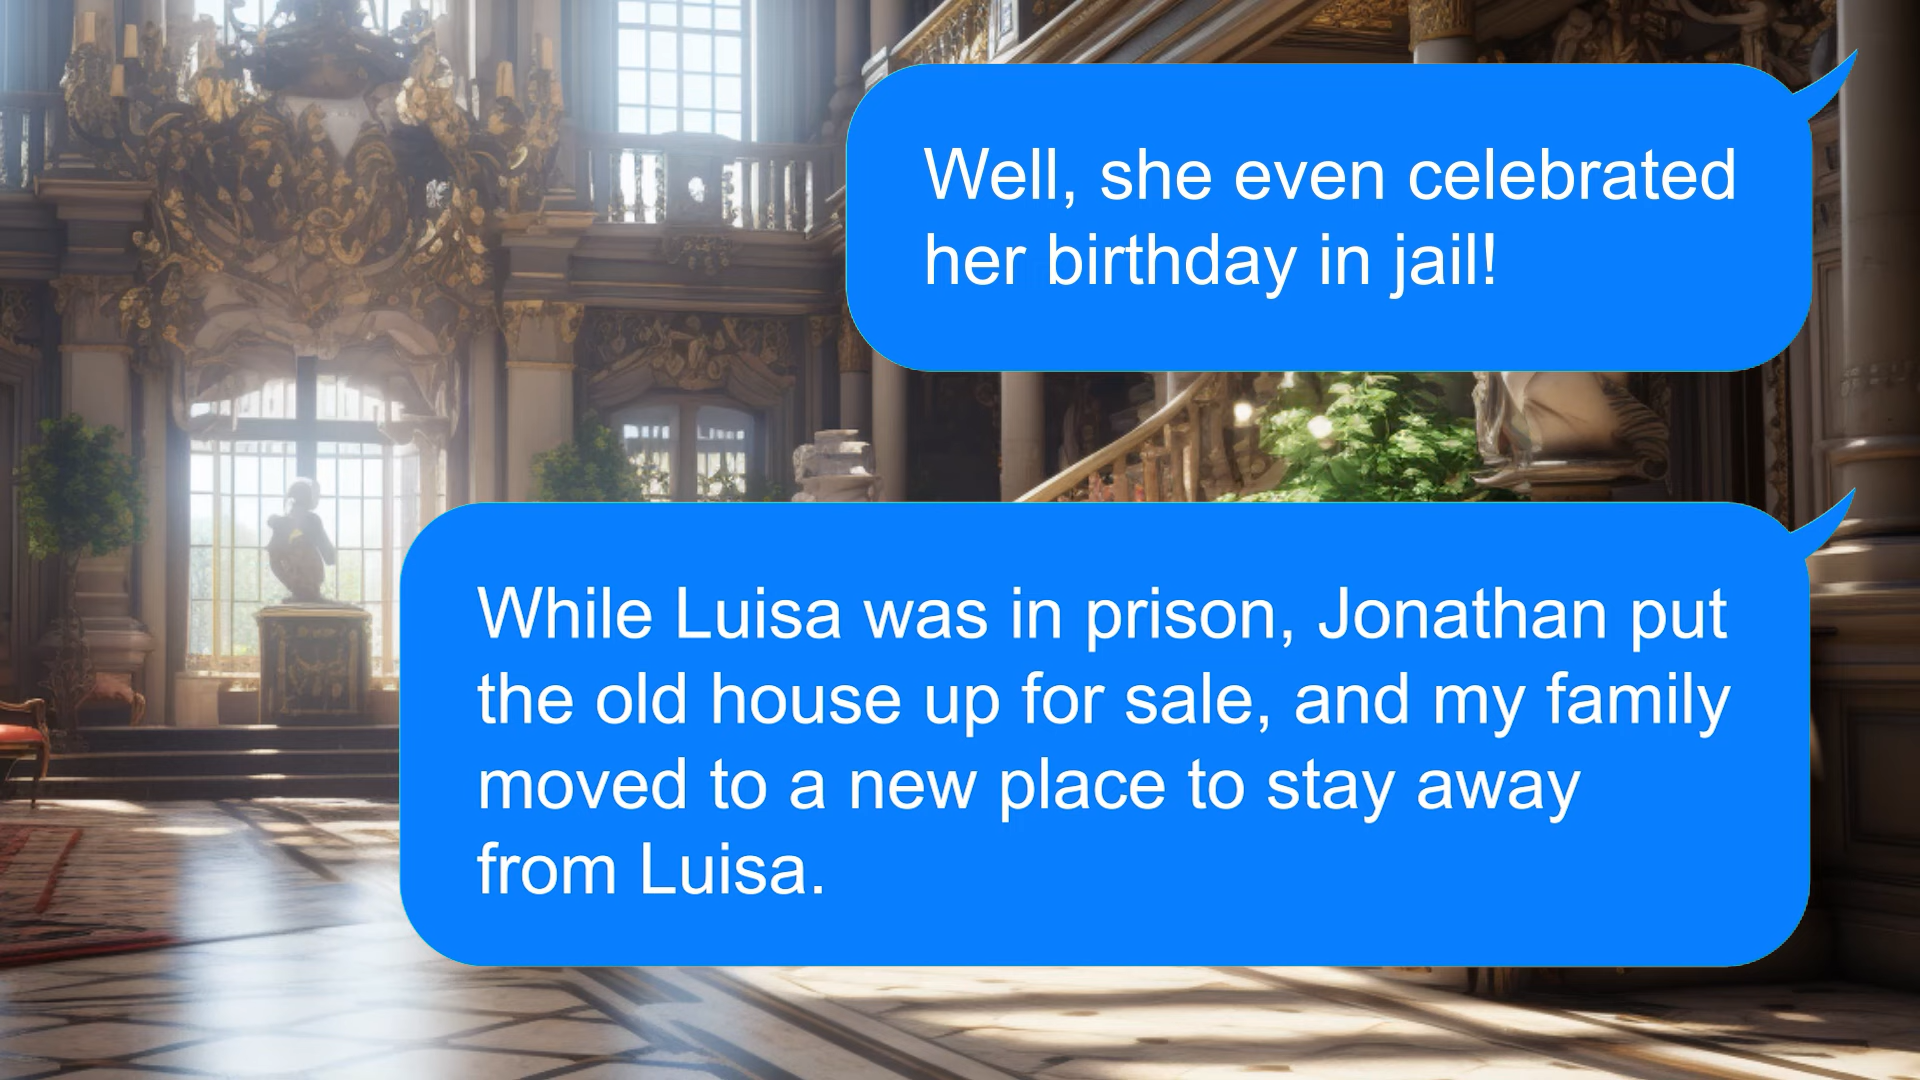 Well, she even celebrated
her birthday in jail!
While Luisa was in prison, Jonathan put
the old house up for sale, and my family
moved to a new place to stay away
from Luisa.